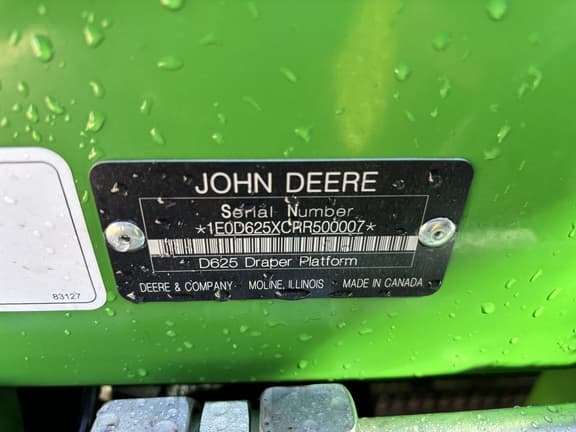 JOHN DEERE
Serial Number
*1E0D625XCRR500007*
D625 Draper Platform
DEERE & COMPANY MOLINE, ILLINOIS MADE IN CANADA
83127